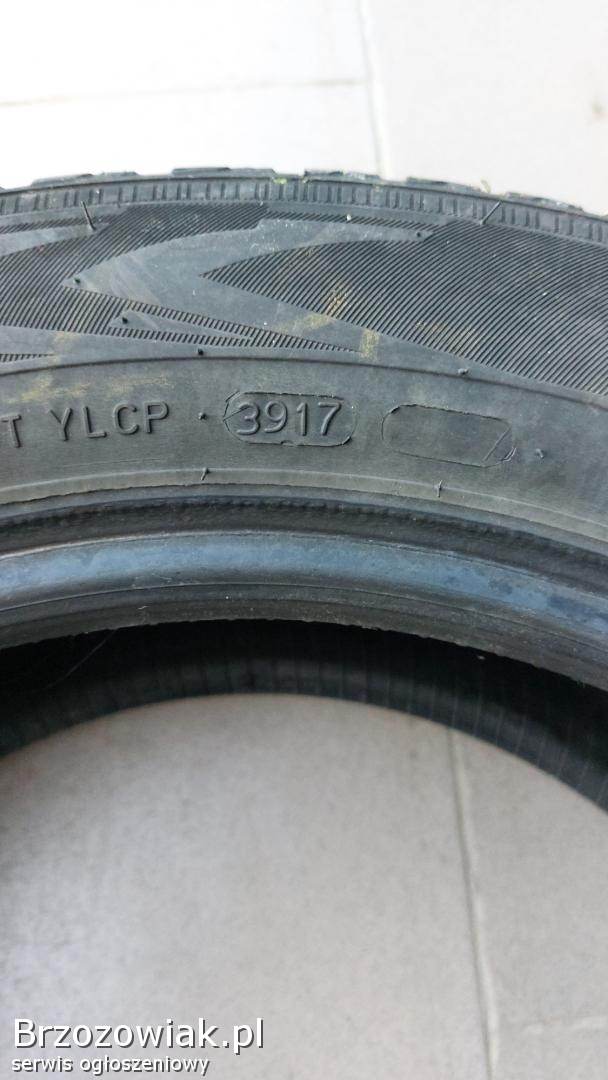 T YLCP · 3917
Brzozowiak.pl
serwis ogłoszeniowy